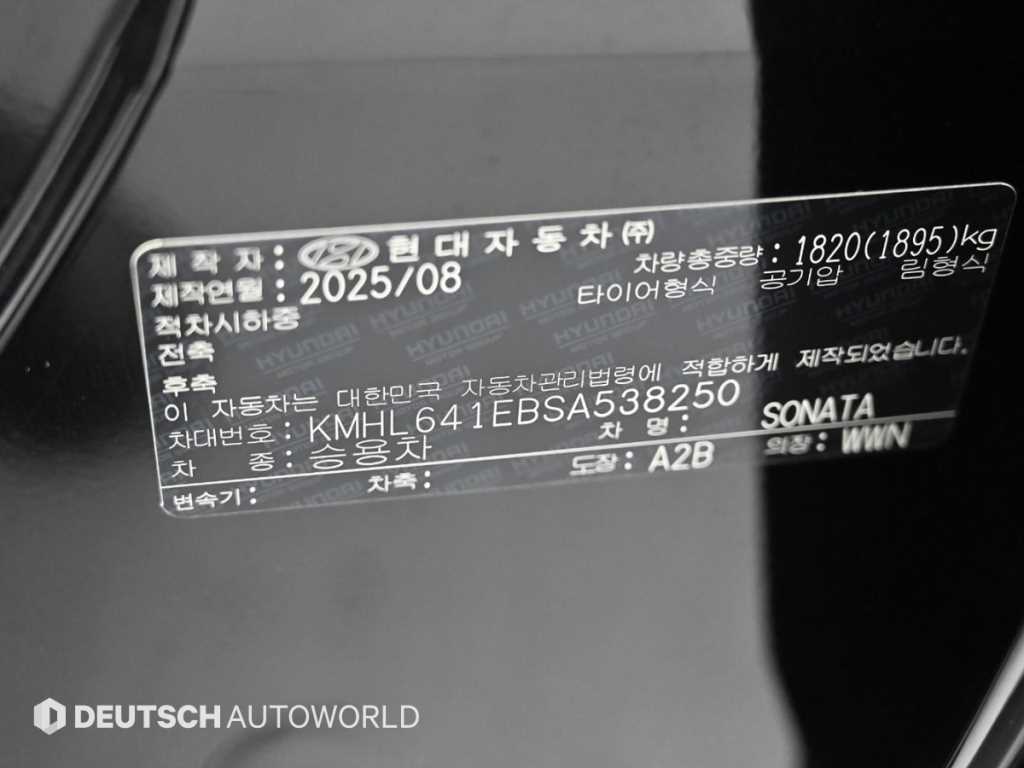 제 작 자 : 현대자동차(주)
차량총중량 : 1820(1895)kg
제작연월 : 2025/08
타이어형식 공기압 림형식
적차시하중
전축
후축
이 자동차는 대한민국 자동차관리법령에 적합하게 제작되었습니다.
차대번호 : KMHL641EBSA538250
차 종 : 승용차 차 명 : SONATA
변속기 : 차축 : 도장 : A2B 의장 : WWN
HYUNDAI
DEUTSCH AUTOWORLD